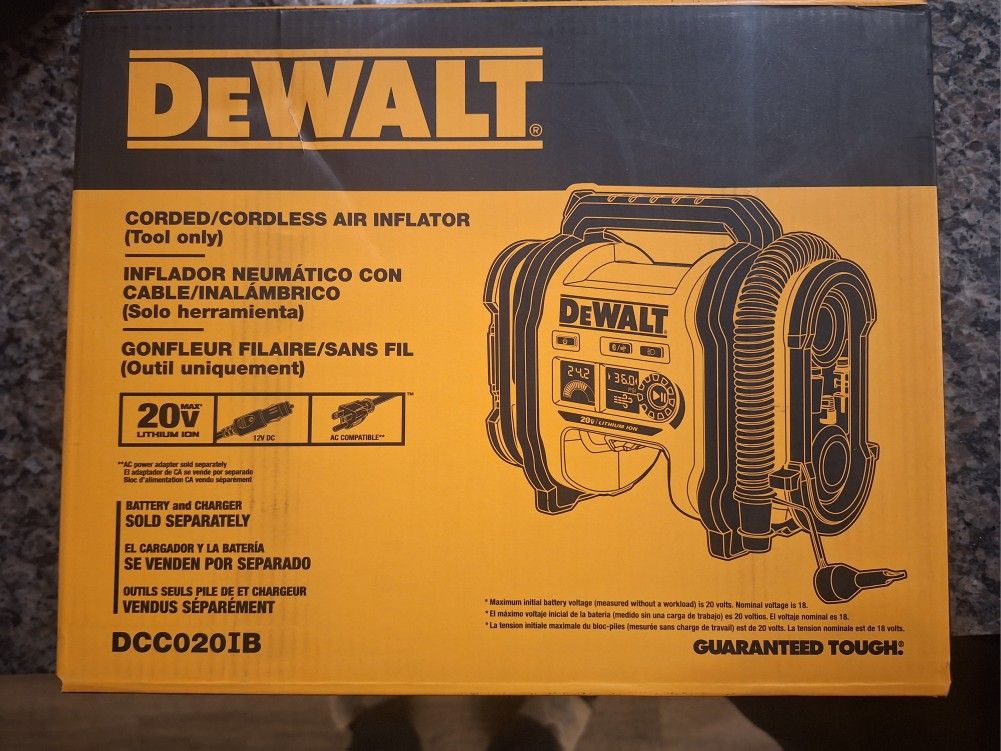 DEWALT®
CORDED/CORDLESS AIR INFLATOR
(Tool only)
INFLADOR NEUMÁTICO CON
CABLE/INALÁMBRICO
(Solo herramienta)
GONFLEUR FILAIRE/SANS FIL
(Outil uniquement)
20V MAX*
LITHIUM ION
12V DC
AC COMPATIBLE**
™
**AC power adapter sold separately
El adaptador de CA se vende por separado
Bloc d'alimentation CA vendu séparément
BATTERY and CHARGER
SOLD SEPARATELY
EL CARGADOR Y LA BATERÍA
SE VENDEN POR SEPARADO
OUTILS SEULS PILE DE ET CHARGEUR
VENDUS SÉPARÉMENT
DCC020IB
DEWALT
24.2
36.0
PSI
20V/LITHIUM ION
* Maximum initial battery voltage (measured without a workload) is 20 volts. Nominal voltage is 18.
* El máximo voltaje inicial de la batería (medido sin una carga de trabajo) es 20 voltios. El voltaje nominal es 18.
* La tension initiale maximale du bloc-piles (mesurée sans charge de travail) est de 20 volts. La tension nominale est de 18 volts.
GUARANTEED TOUGH.®